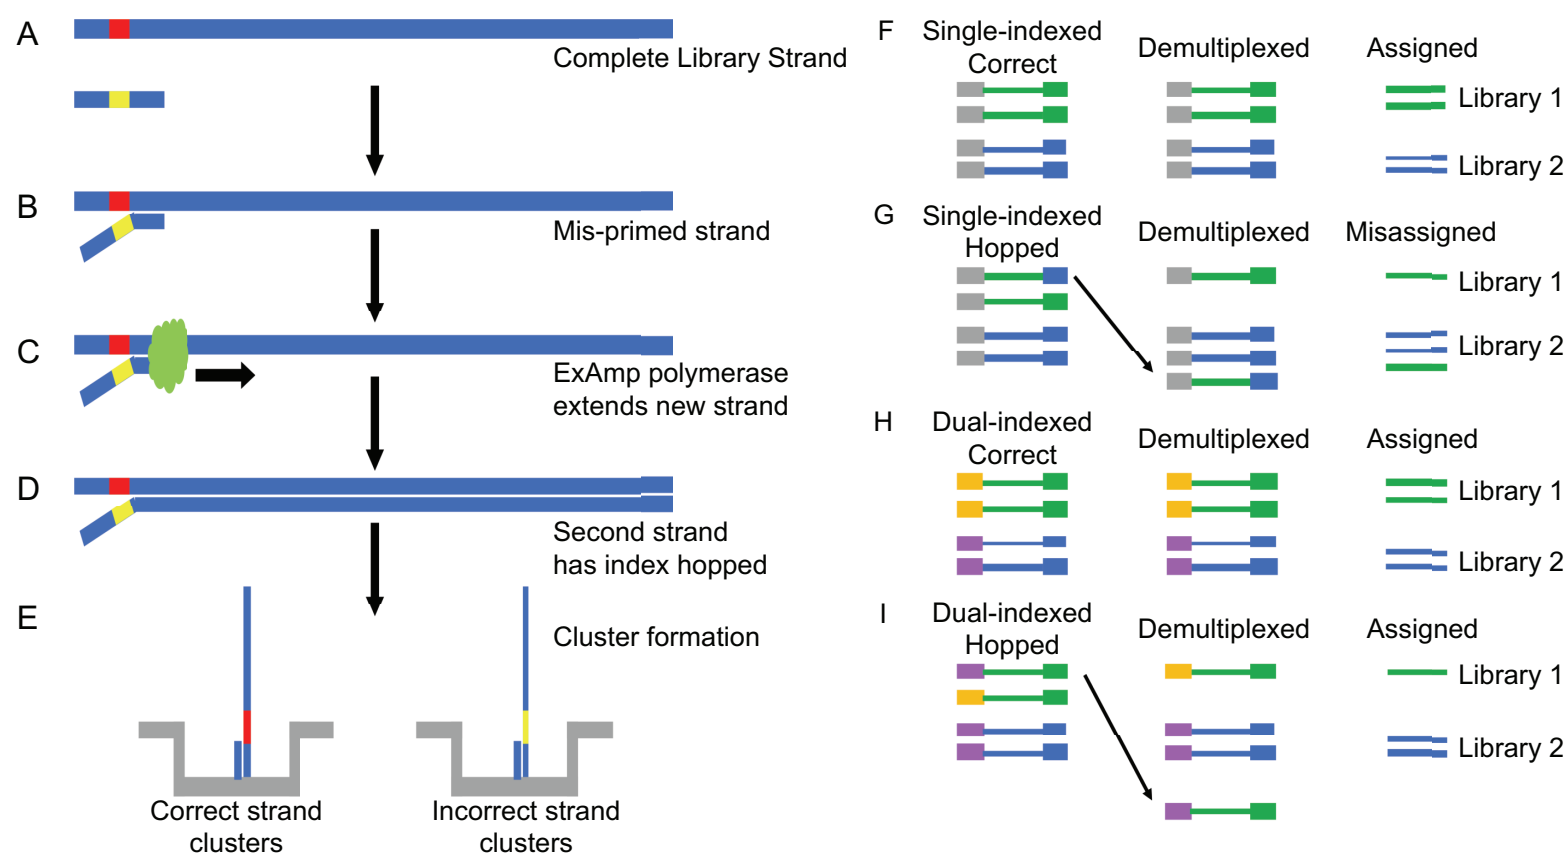 A
Complete Library Strand
B
Mis-primed strand
C
ExAmp polymerase
extends new strand
D
Second strand
has index hopped
E
Cluster formation
Correct strand
clusters
Incorrect strand
clusters
F
Single-indexed
Correct
Demultiplexed
Assigned
Library 1
Library 2
G
Single-indexed
Hopped
Demultiplexed
Misassigned
Library 1
Library 2
H
Dual-indexed
Correct
Demultiplexed
Assigned
Library 1
Library 2
I
Dual-indexed
Hopped
Demultiplexed
Assigned
Library 1
Library 2